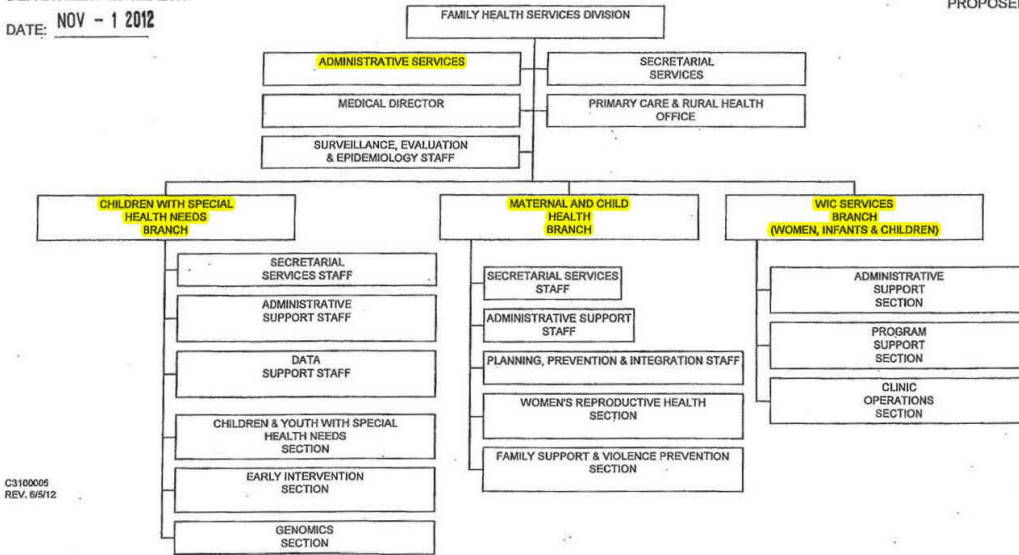 DATE: NOV - 1 2012
FAMILY HEALTH SERVICES DIVISION
ADMINISTRATIVE SERVICES
SECRETARIAL
SERVICES
MEDICAL DIRECTOR
PRIMARY CARE & RURAL HEALTH
OFFICE
SURVEILLANCE, EVALUATION
& EPIDEMIOLOGY STAFF
CHILDREN WITH SPECIAL
HEALTH NEEDS
BRANCH
SECRETARIAL
SERVICES STAFF
ADMINISTRATIVE
SUPPORT STAFF
DATA
SUPPORT STAFF
CHILDREN & YOUTH WITH SPECIAL
HEALTH NEEDS
SECTION
EARLY INTERVENTION
SECTION
GENOMICS
SECTION
MATERNAL AND CHILD
HEALTH
BRANCH
SECRETARIAL SERVICES
STAFF
ADMINISTRATIVE SUPPORT
STAFF
PLANNING, PREVENTION & INTEGRATION STAFF
WOMEN'S REPRODUCTIVE HEALTH
SECTION
FAMILY SUPPORT & VIOLENCE PREVENTION
SECTION
WIC SERVICES
BRANCH
(WOMEN, INFANTS & CHILDREN)
ADMINISTRATIVE
SUPPORT
SECTION
PROGRAM
SUPPORT
SECTION
CLINIC
OPERATIONS
SECTION
C3100005
REV. 6/5/12